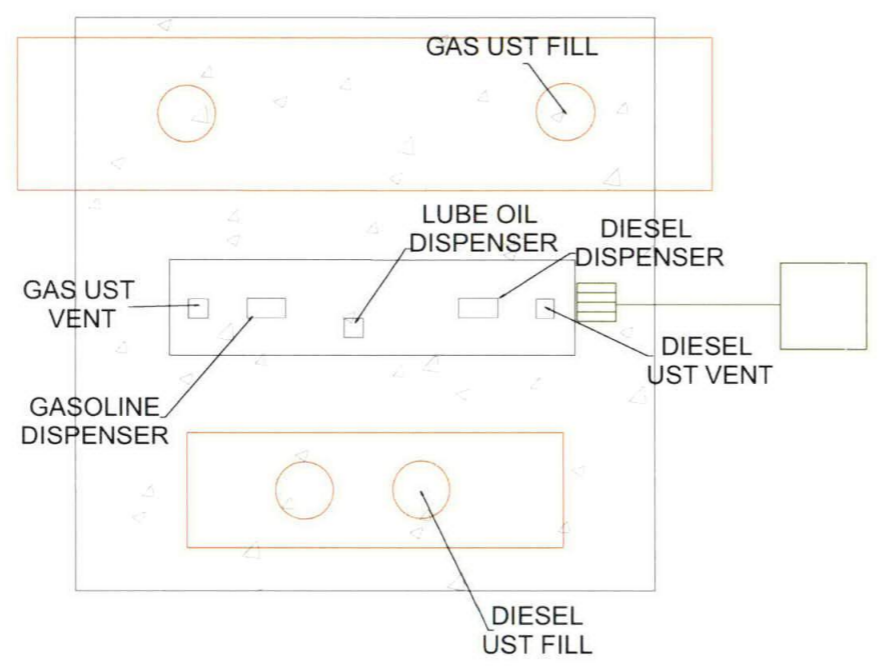 GAS UST FILL
LUBE OIL
DISPENSER
DIESEL
DISPENSER
GAS UST
VENT
DIESEL
UST VENT
GASOLINE
DISPENSER
DIESEL
UST FILL